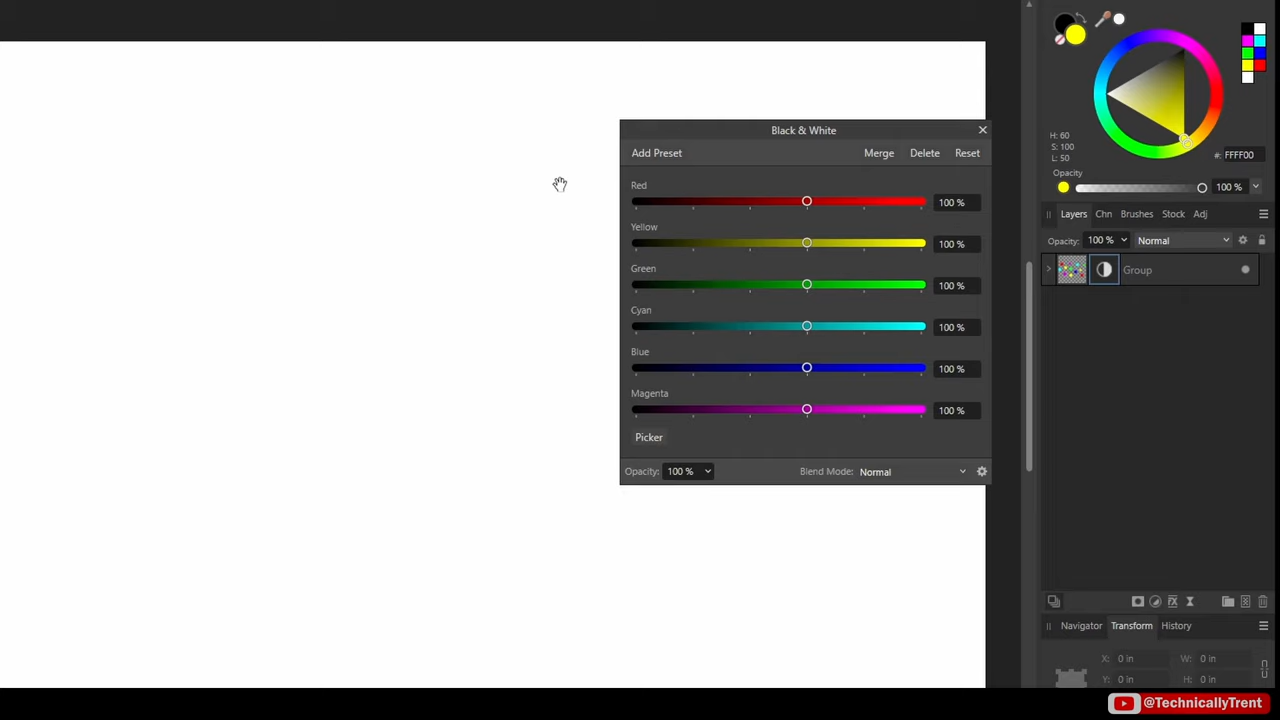 Black & White
Add Preset
Merge
Delete
Reset
Red
100 %
Yellow
100 %
Green
100 %
Cyan
100 %
Blue
100 %
Magenta
100 %
Picker
Opacity: 100 %
Blend Mode: Normal
H: 60
S: 100
L: 50
#: FFFF00
Opacity
100 %
Layers Chn Brushes Stock Adj
Opacity: 100 % Normal
Group
Navigator Transform History
X: 0 in W: 0 in
Y: 0 in H: 0 in
@TechnicallyTrent